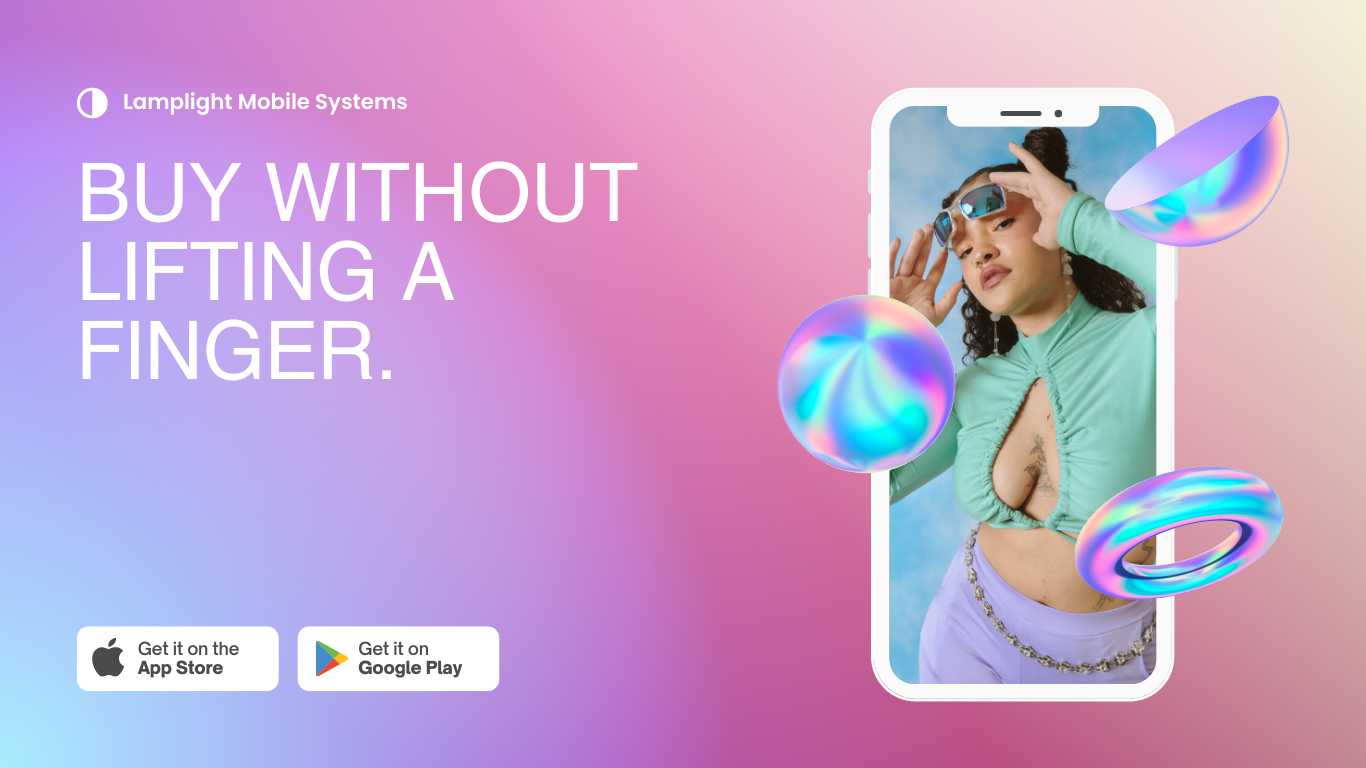 Lamplight Mobile Systems
BUY WITHOUT
LIFTING A
FINGER.
Get it on the
App Store
Get it on
Google Play